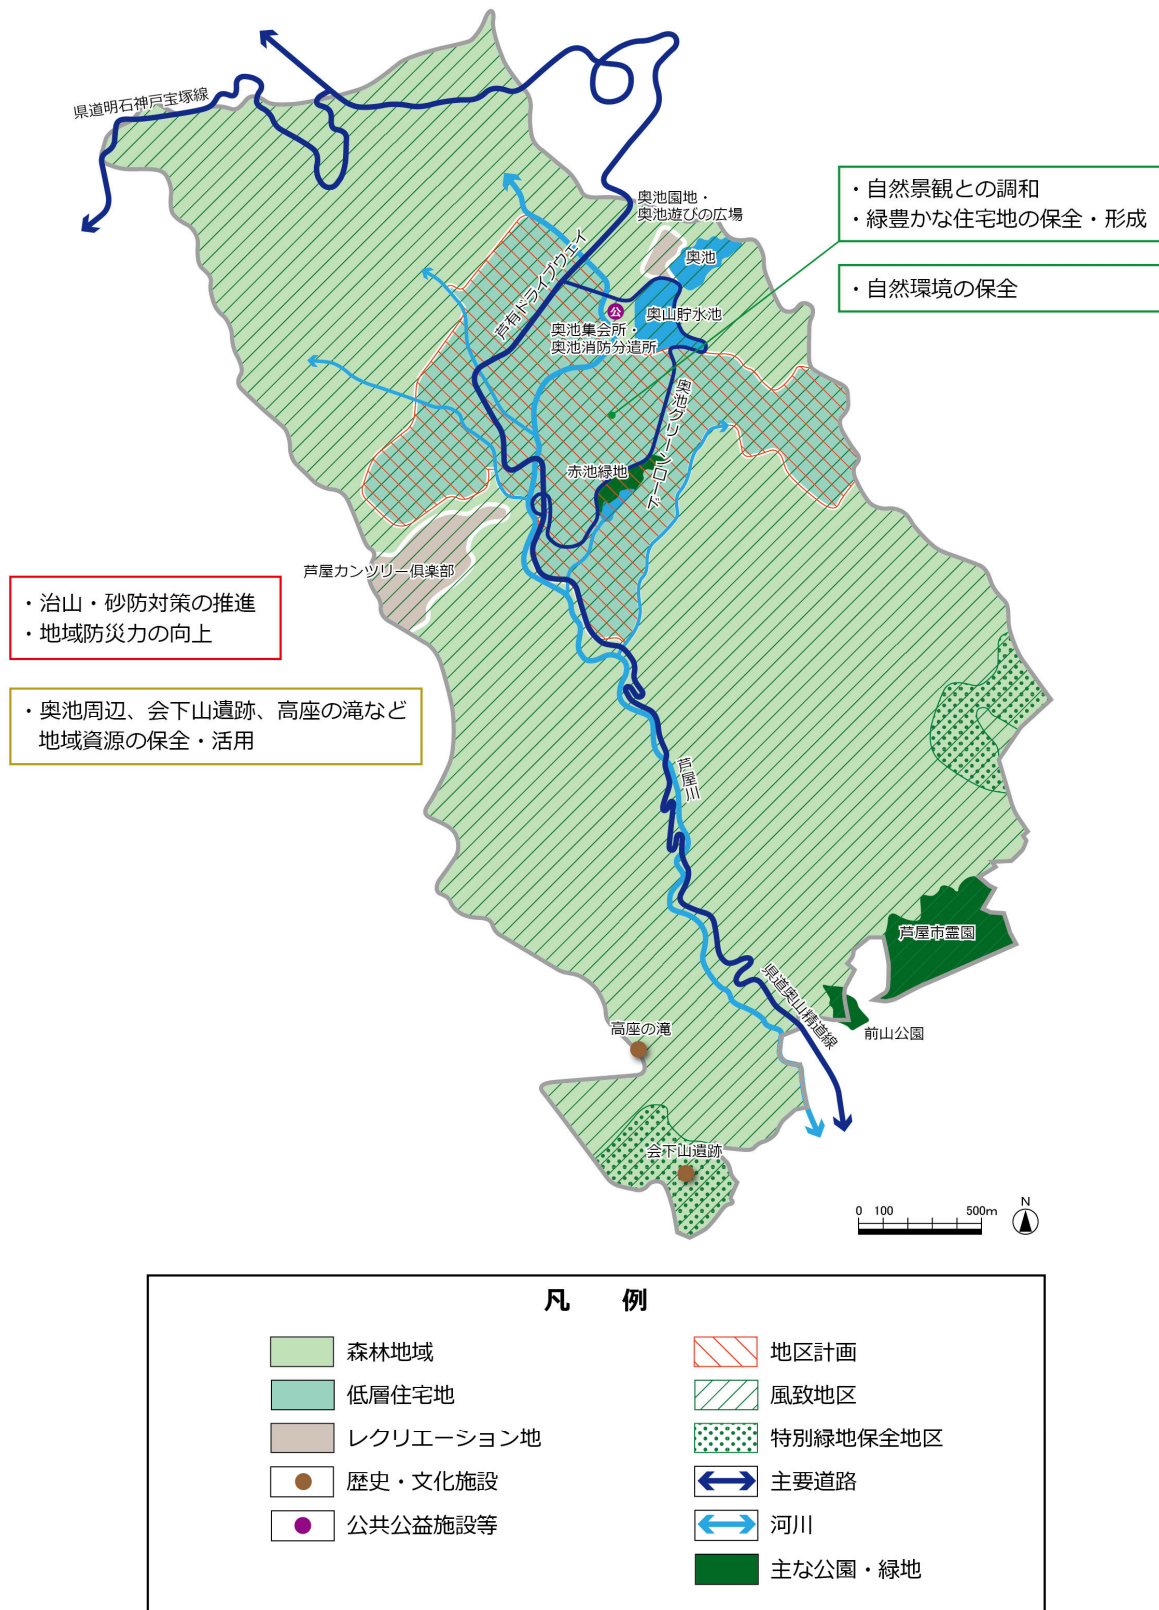 県道明石神戸宝塚線
奥池園地・
奥池遊びの広場
・自然景観との調和
・緑豊かな住宅地の保全・形成
芦有ドライブウェイ
奥池
・自然環境の保全
公
奥山貯水池
奥池集会所・
奥池消防分遣所
奥池グリーンロード
赤池緑地
芦屋カンツリー倶楽部
・治山・砂防対策の推進
・地域防災力の向上
・奥池周辺、会下山遺跡、高座の滝など
地域資源の保全・活用
芦屋川
芦屋市霊園
県道奥山精道線
高座の滝
前山公園
会下山遺跡
0 100 500m
N
凡 例
森林地域
低層住宅地
レクリエーション地
歴史・文化施設
公共公益施設等
地区計画
風致地区
特別緑地保全地区
主要道路
河川
主な公園・緑地